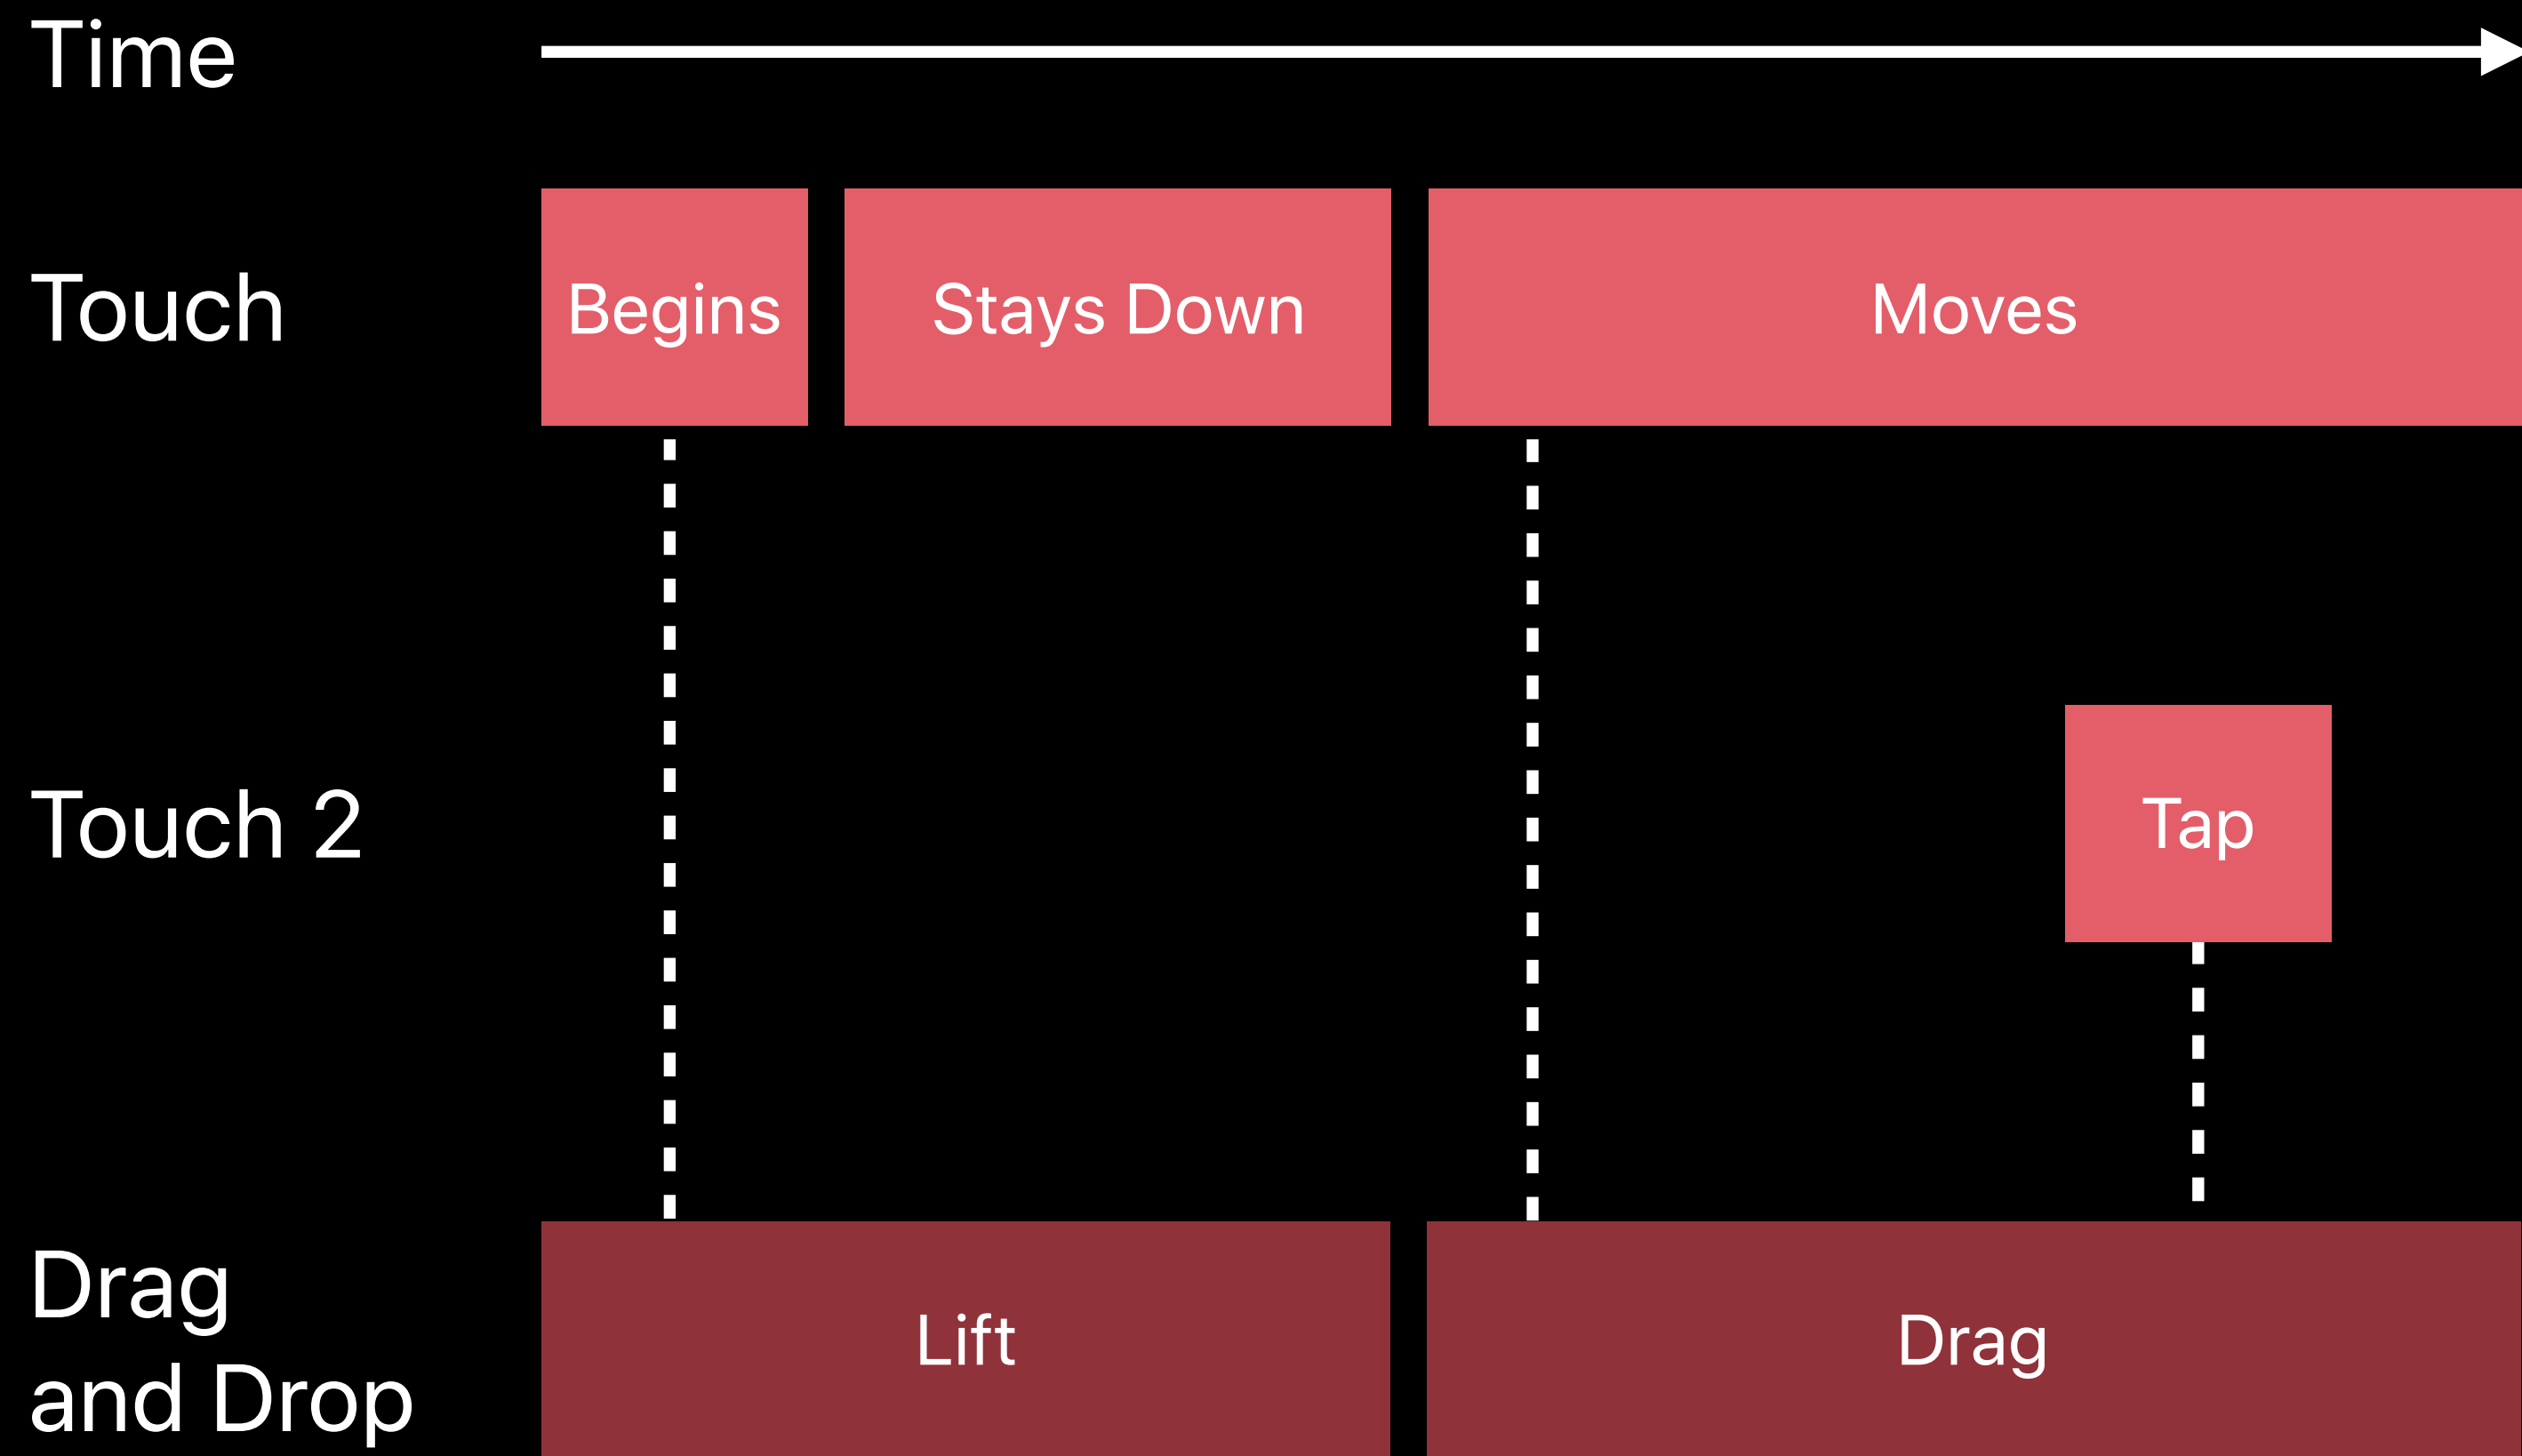 Time
Touch
Begins
Stays Down
Moves
Touch 2
Tap
Drag
and Drop
Lift
Drag